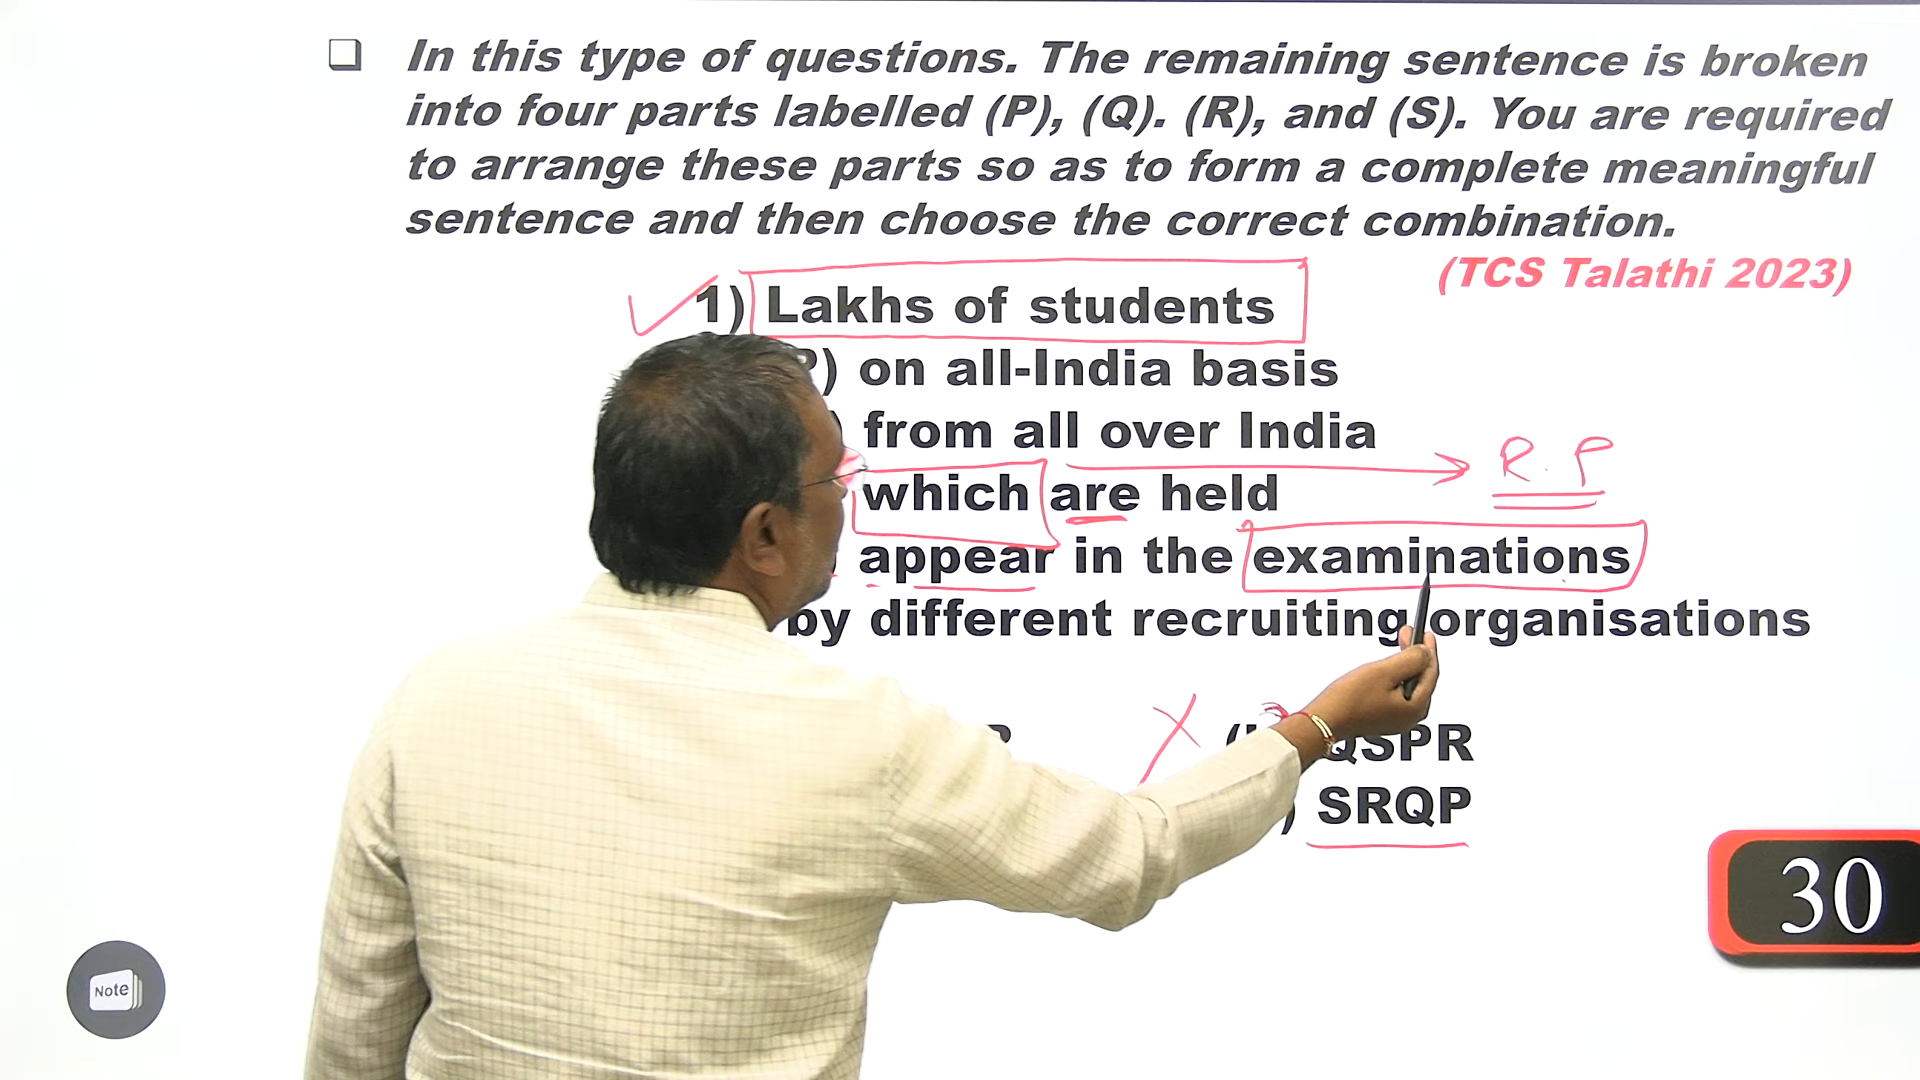 In this type of questions. The remaining sentence is broken
into four parts labelled (P), (Q). (R), and (S). You are required
to arrange these parts so as to form a complete meaningful
sentence and then choose the correct combination.
(TCS Talathi 2023)
1) Lakhs of students
) on all-India basis
from all over India
R. P
which are held
appear in the examinations
by different recruiting organisations
QSPR
) SRQP
30
Note